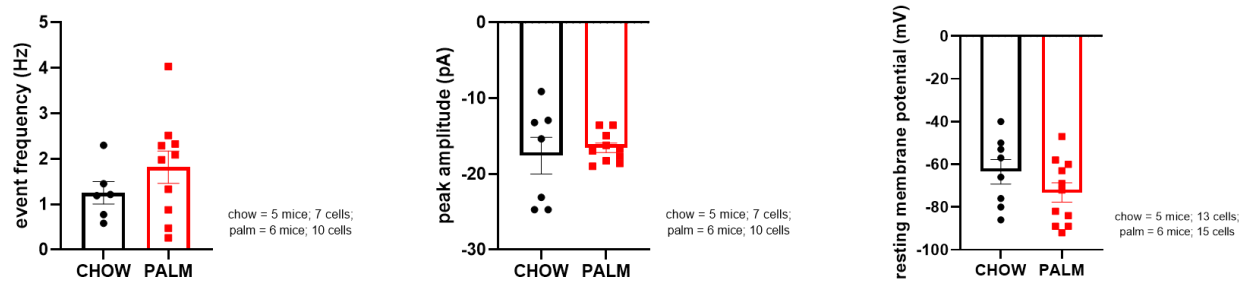 event frequency (Hz)
5
4
3
2
1
0
CHOW PALM
chow = 5 mice; 7 cells;
palm = 6 mice; 10 cells
peak amplitude (pA)
0
-10
-20
-30
CHOW PALM
chow = 5 mice; 7 cells;
palm = 6 mice; 10 cells
resting membrane potential (mV)
0
-20
-40
-60
-80
-100
CHOW PALM
chow = 5 mice; 13 cells;
palm = 6 mice; 15 cells